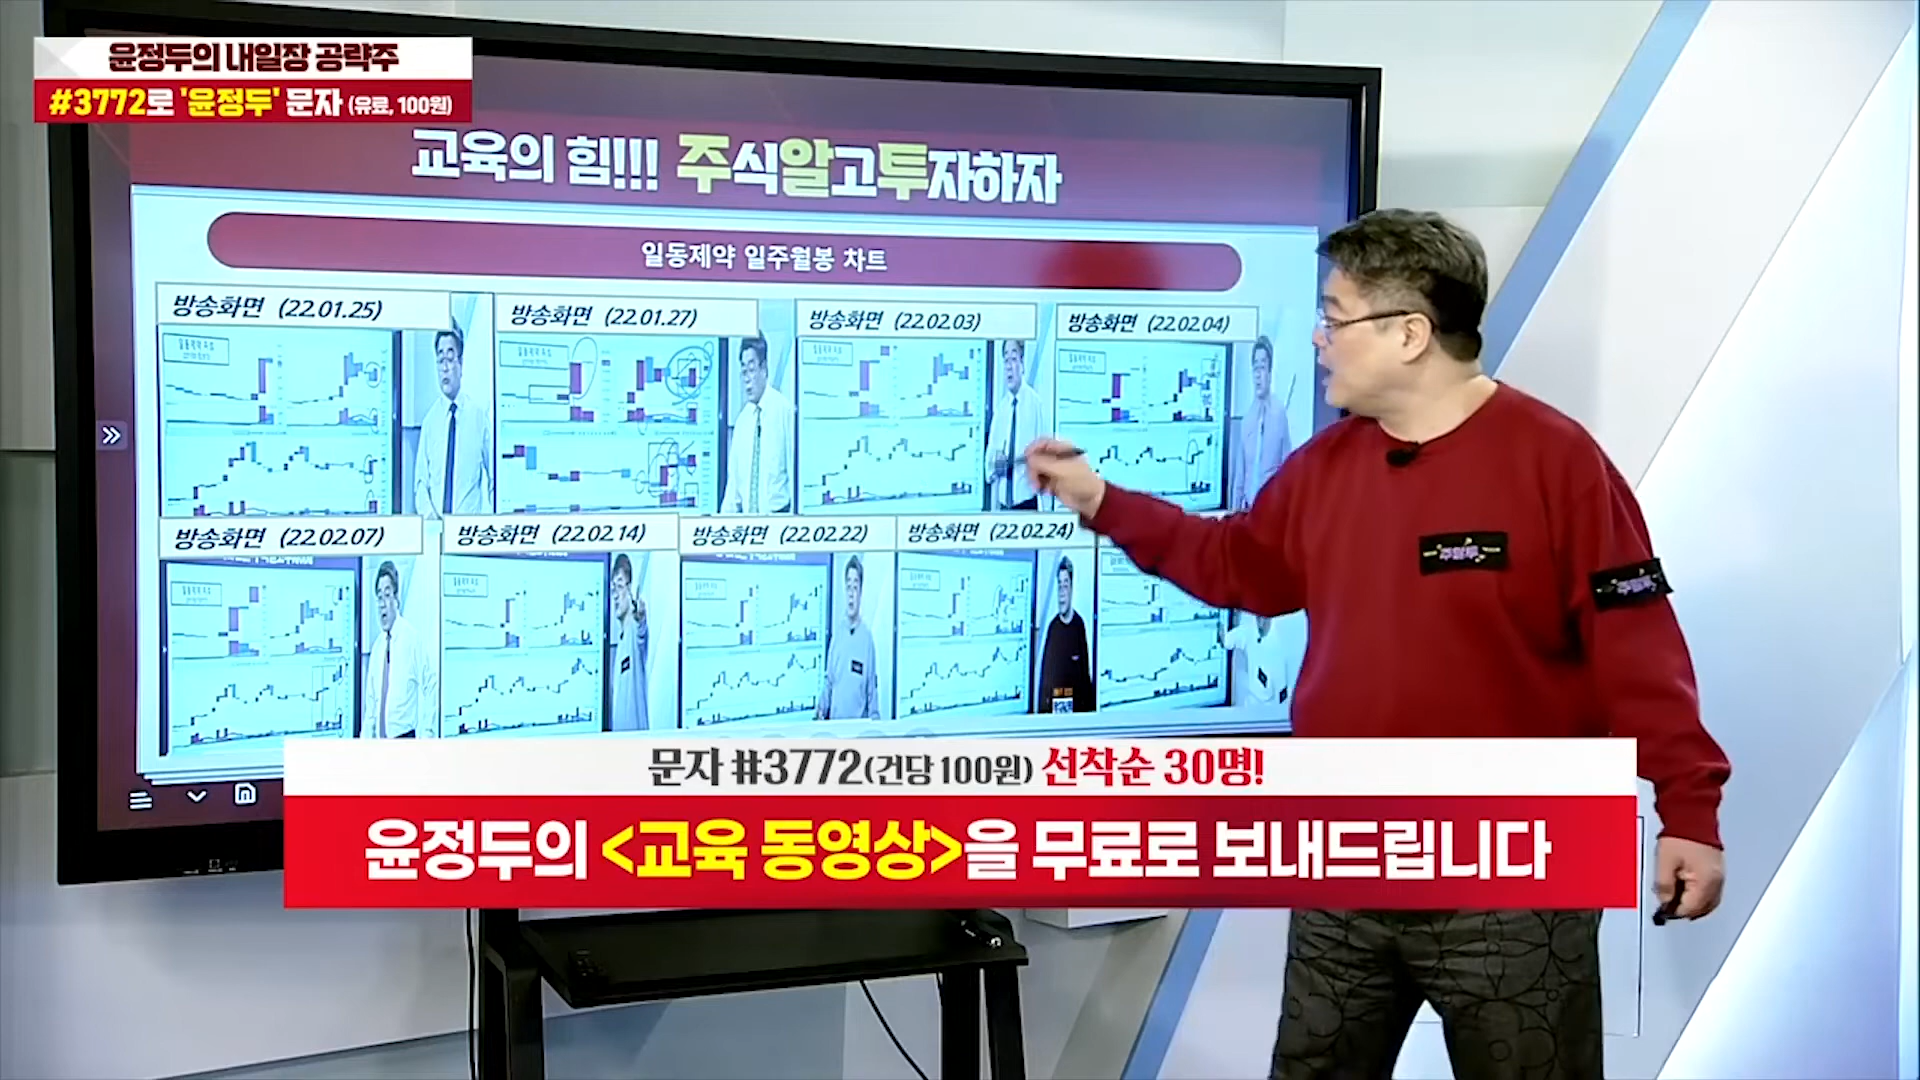 윤정두의 내일장 공략주
#3772로 '윤정두' 문자 (유료, 100원)
교육의 힘!!! 주식알고투자하자
일동제약 일주월봉 차트
방송화면 (22.01.25)
방송화면 (22.01.27)
방송화면 (22.02.03)
방송화면 (22.02.04)
방송화면 (22.02.07)
방송화면 (22.02.14)
방송화면 (22.02.22)
방송화면 (22.02.24)
문자 #3772(건당 100원) 선착순 30명!
윤정두의 <교육 동영상>을 무료로 보내드립니다